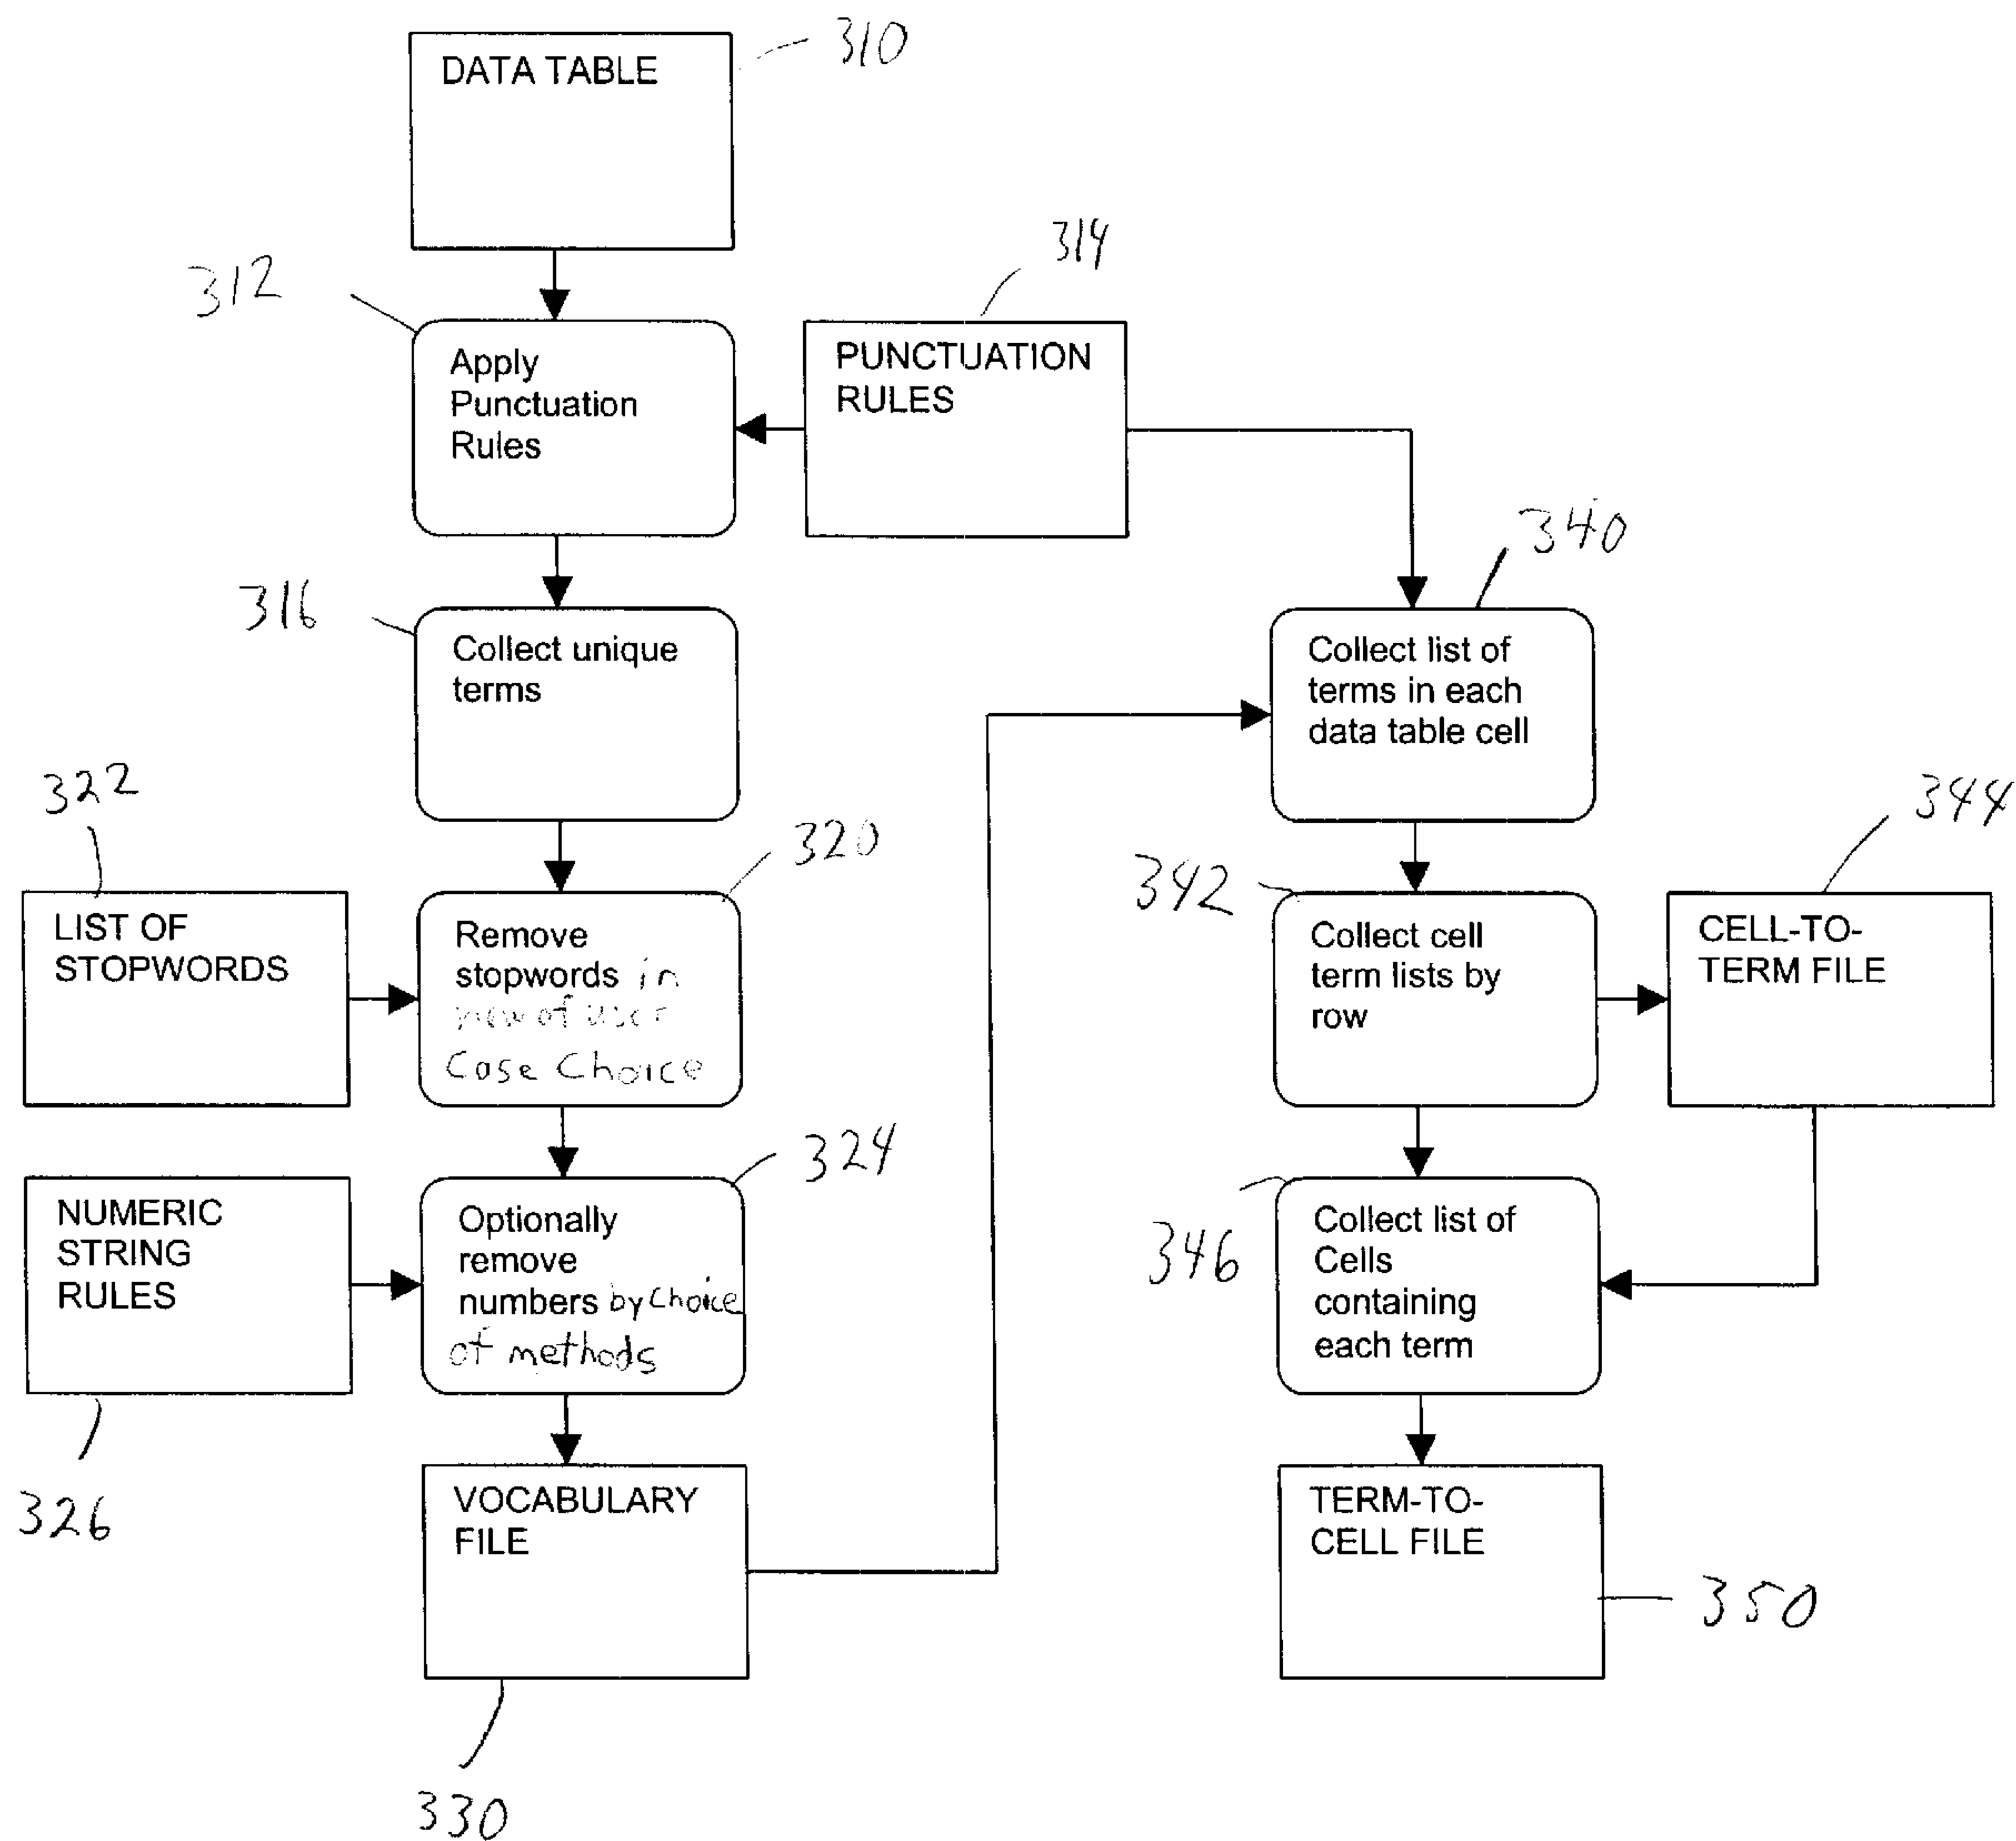 DATA TABLE
310
312
Apply
Punctuation
Rules
314
PUNCTUATION
RULES
316
Collect unique
terms
340
Collect list of
terms in each
data table cell
322
LIST OF
STOPWORDS
320
Remove
stopwords in
view of user
Case Choice
342
Collect cell
term lists by
row
344
CELL-TO-
TERM FILE
NUMERIC
STRING
RULES
326
324
Optionally
remove
numbers by choice
of methods
346
Collect list of
Cells
containing
each term
VOCABULARY
FILE
330
TERM-TO-
CELL FILE
350